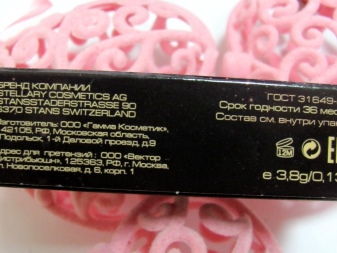 БРЕНД КОМПАНИИ
STELLARY COSMETICS AG
STANSSTADERSTRASSE 90
6370 STANS SWITZERLAND
Изготовитель: ООО «Гамма Косметик»,
142105, РФ, Московская область,
Подольск, 1-й Деловой проезд, д.9
Адрес для претензий: ООО «Вектор
Дистрибьюшн», 125363, РФ, г. Москва,
ул. Новопоселковая, д.6, корп. 1
ГОСТ 31649-
Срок годности 36 мес
Состав см. внутри упак
12M
e 3,8g/0,13